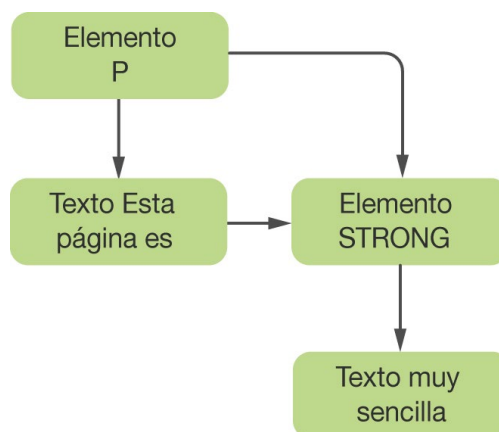 Elemento
P
Texto Esta
página es
Elemento
STRONG
Texto muy
sencilla